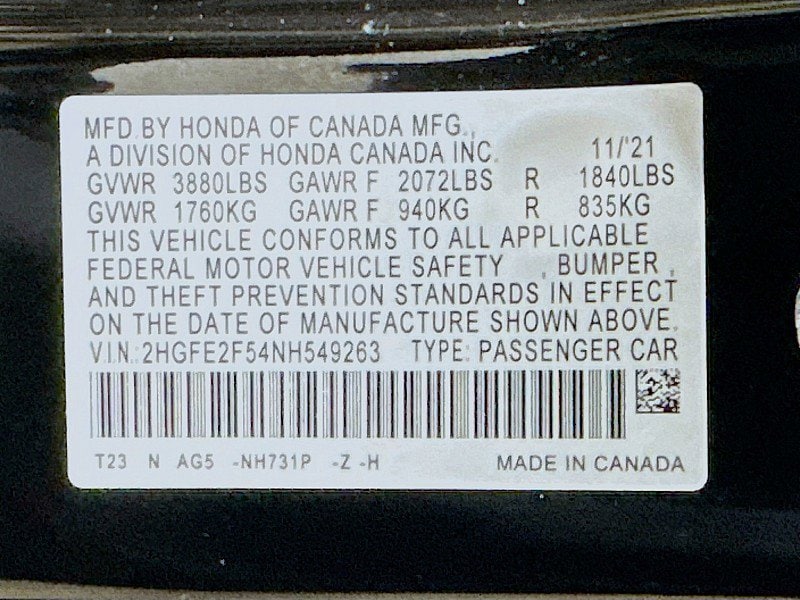 MFD. BY HONDA OF CANADA MFG.,
A DIVISION OF HONDA CANADA INC. 11/'21
GVWR 3880LBS GAWR F 2072LBS R 1840LBS
GVWR 1760KG GAWR F 940KG R 835KG
THIS VEHICLE CONFORMS TO ALL APPLICABLE
FEDERAL MOTOR VEHICLE SAFETY , BUMPER ,
AND THEFT PREVENTION STANDARDS IN EFFECT
ON THE DATE OF MANUFACTURE SHOWN ABOVE.
V.I.N.: 2HGFE2F54NH549263 TYPE: PASSENGER CAR
T23 N AG5 -NH731P -Z -H MADE IN CANADA